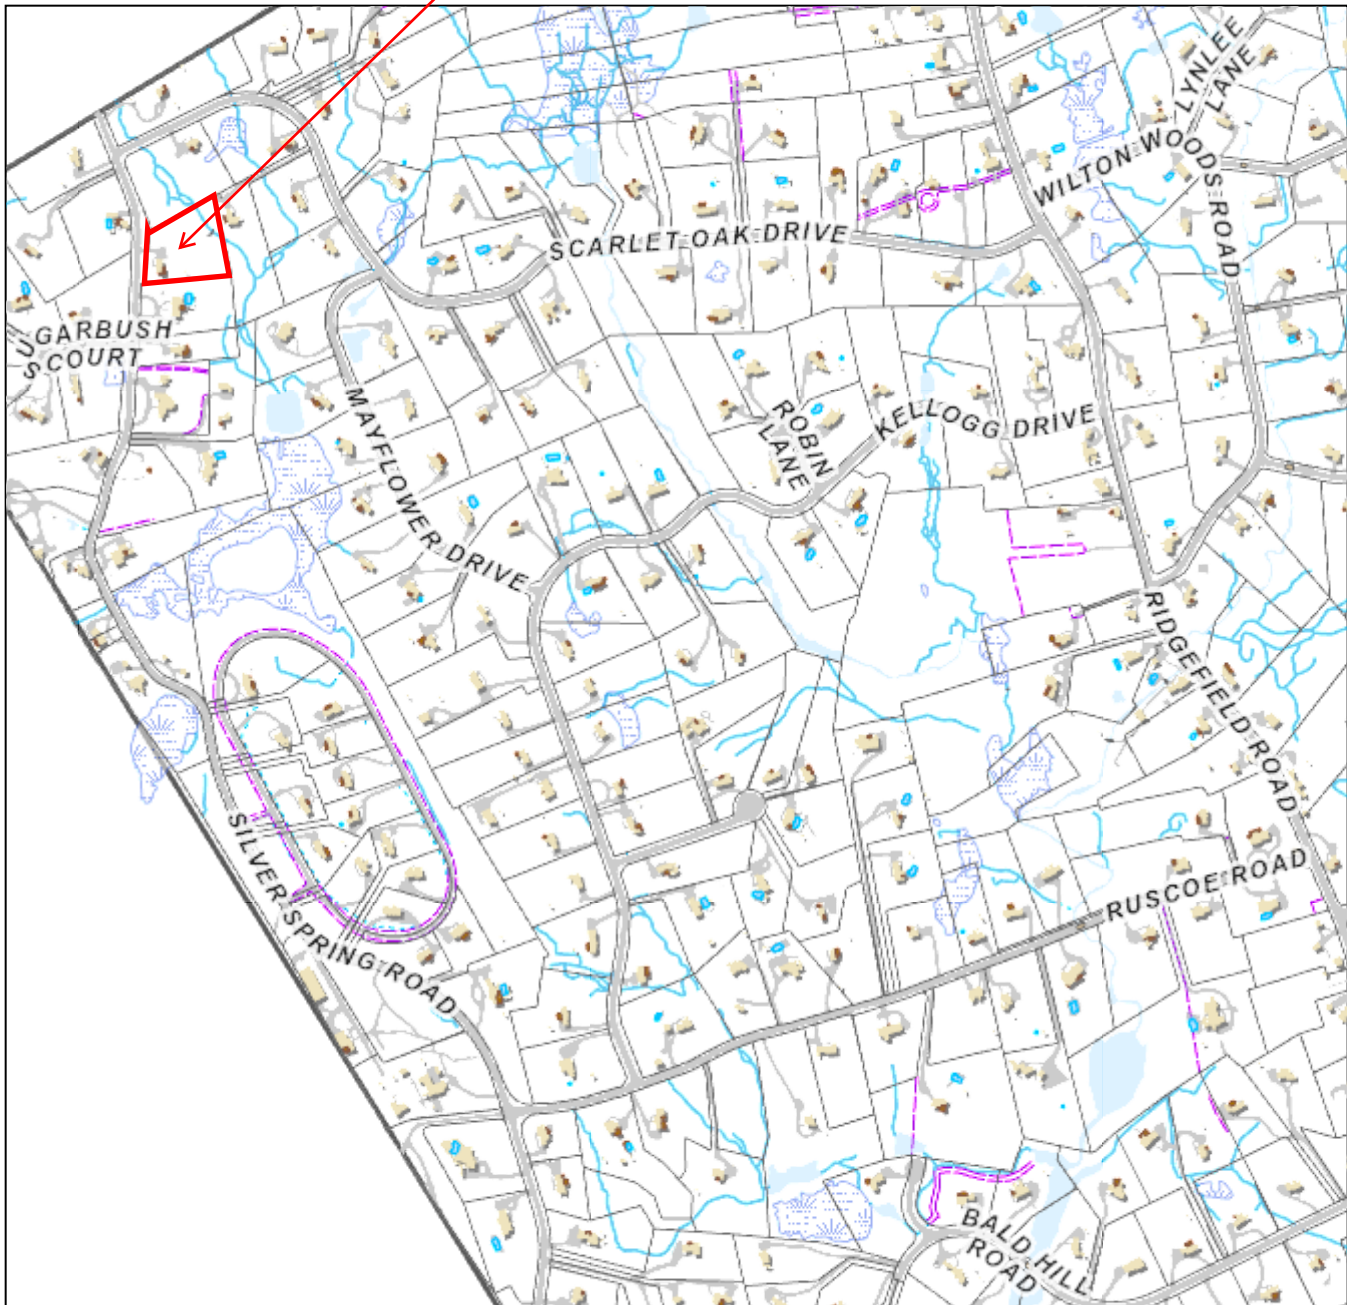 LYNLEE
LANE
WILTON WOODS ROAD
SCARLET OAK DRIVE
UGARBUSH
S COURT
MAYFLOWER DRIVE
ROBIN
LANE
KELLOGG DRIVE
RIDGEFIELD ROAD
SILVER SPRING ROAD
RUSCOE ROAD
BALD HILL
ROAD